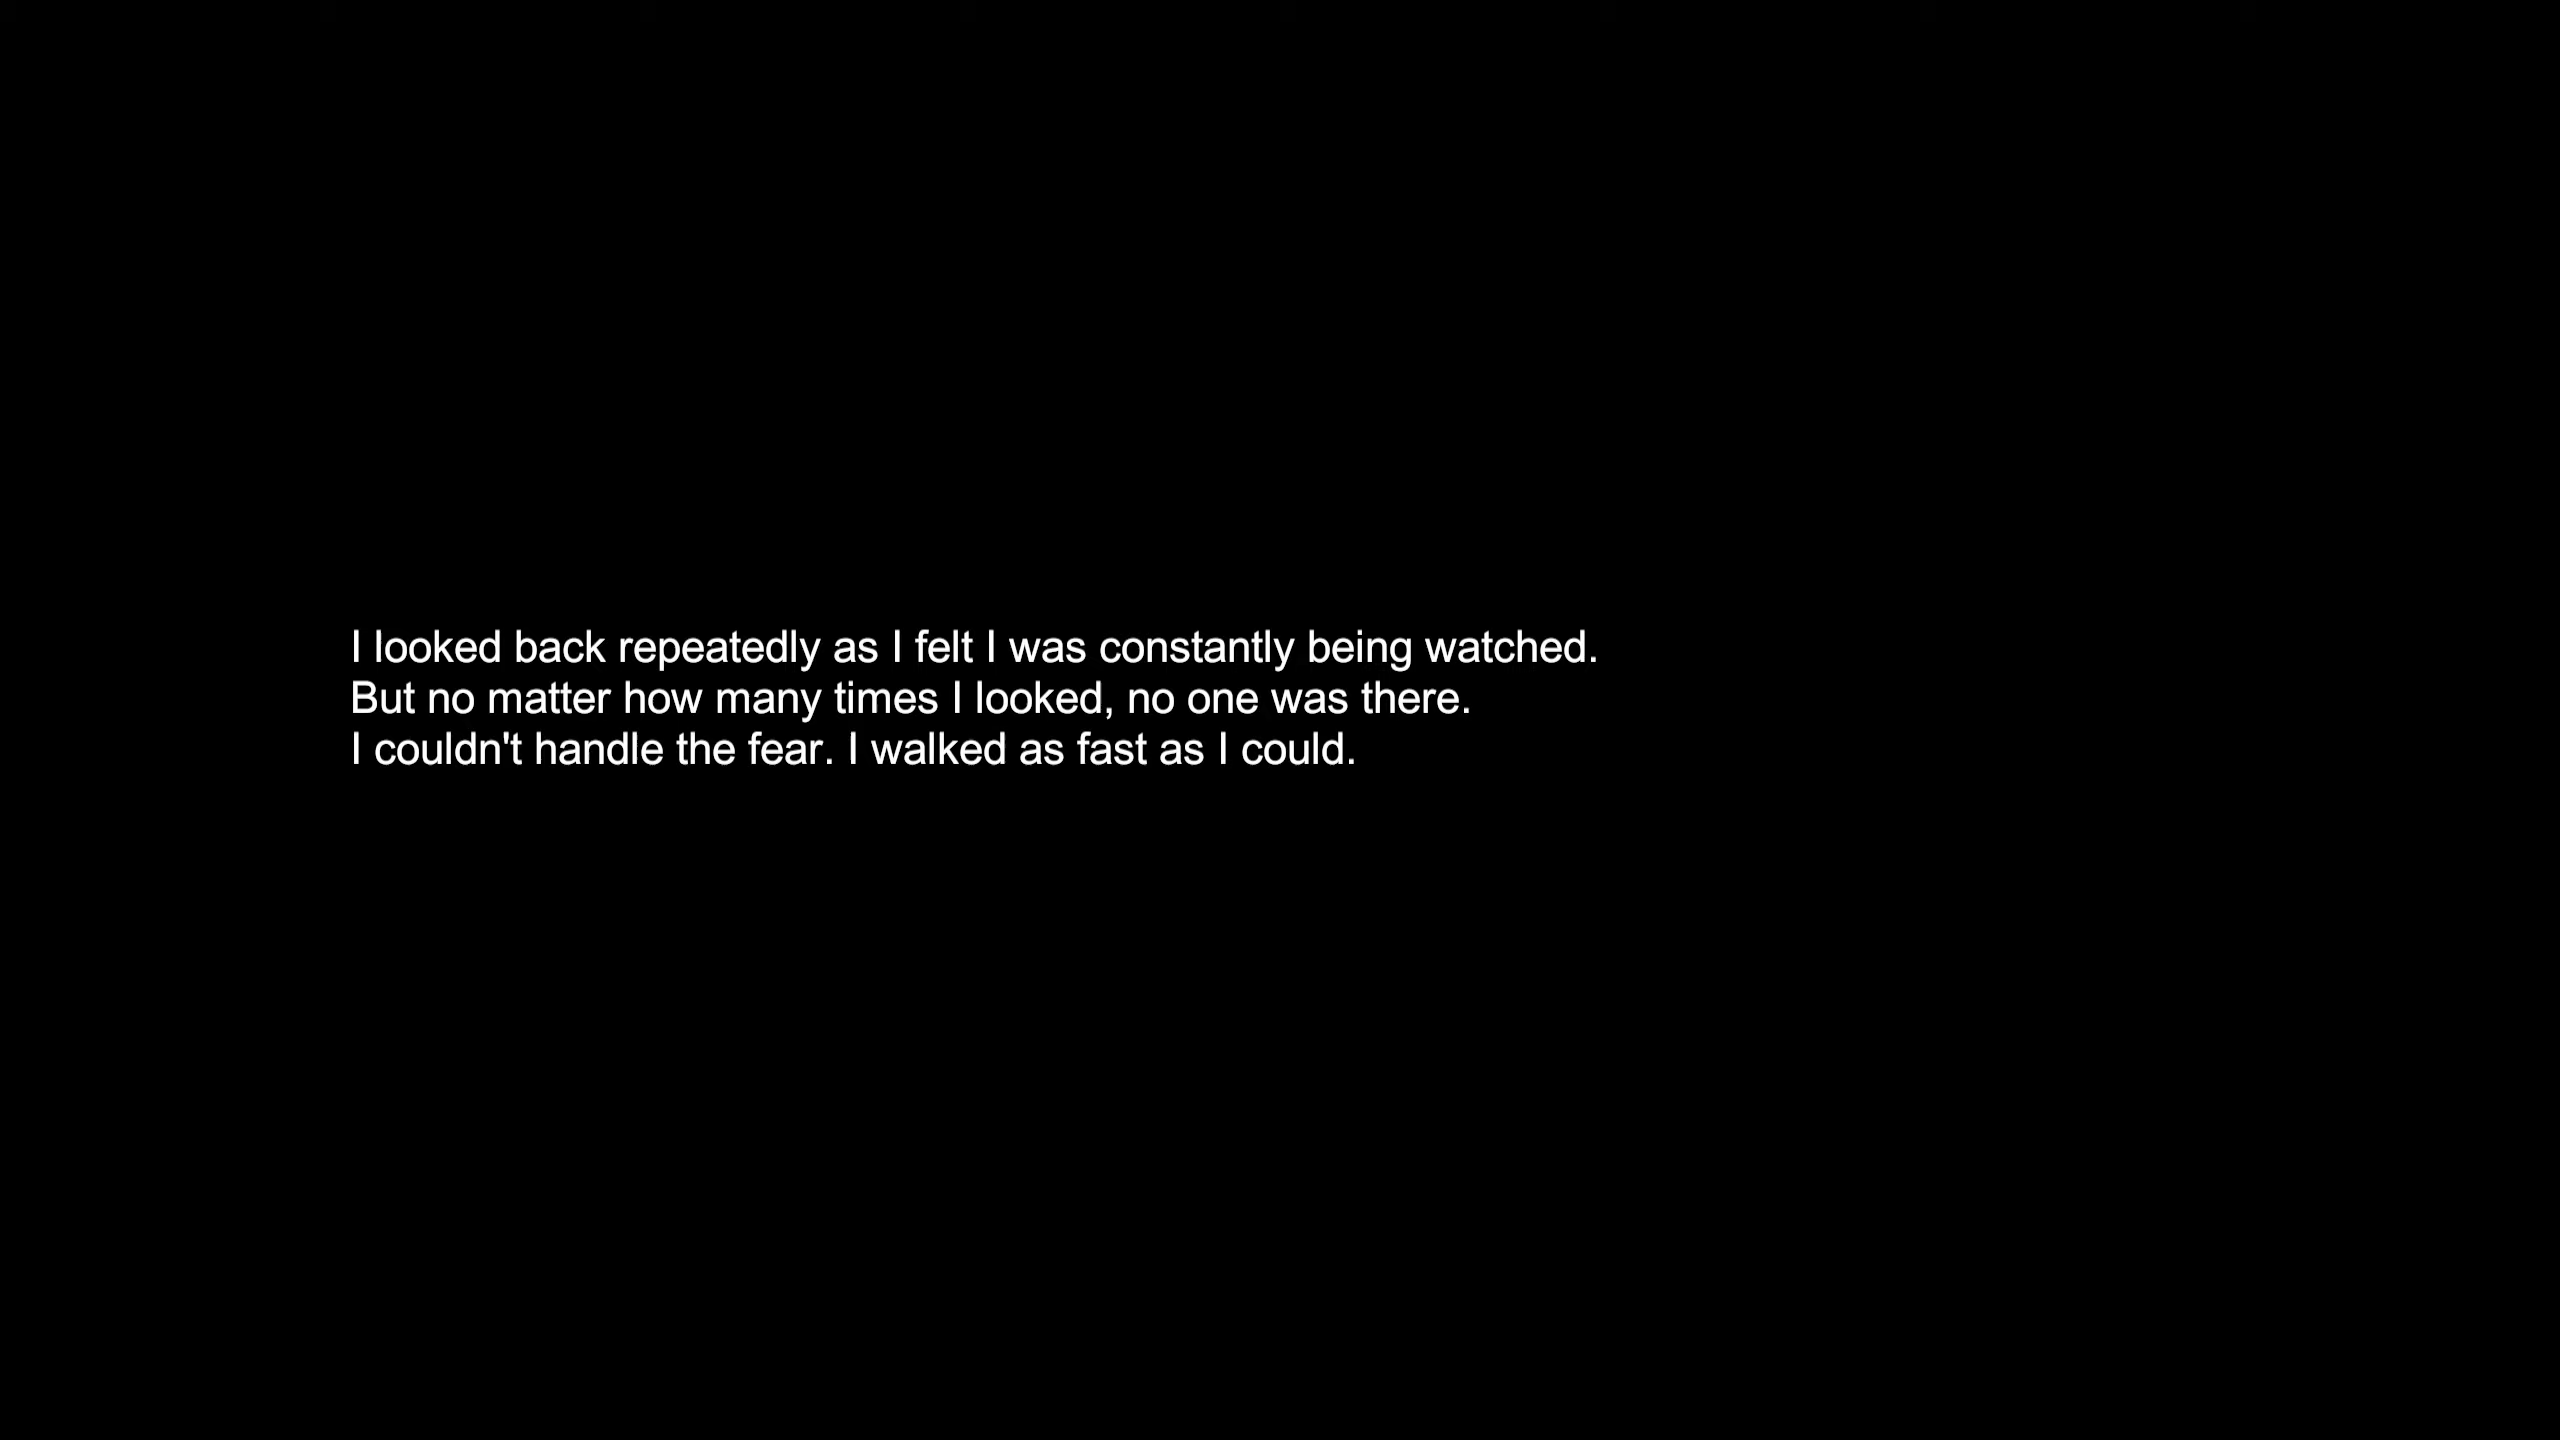 I looked back repeatedly as I felt I was constantly being watched.
But no matter how many times I looked, no one was there.
I couldn't handle the fear. I walked as fast as I could.